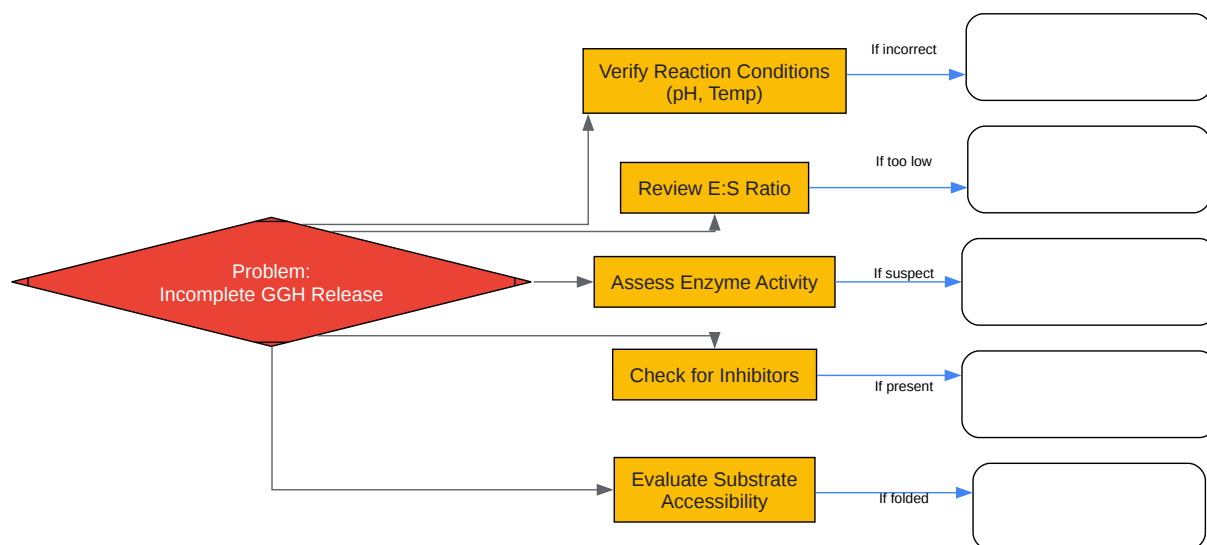 Problem:
Incomplete GGH Release
Verify Reaction Conditions
(pH, Temp)
If incorrect
Review E:S Ratio
If too low
Assess Enzyme Activity
If suspect
Check for Inhibitors
If present
Evaluate Substrate
Accessibility
If folded